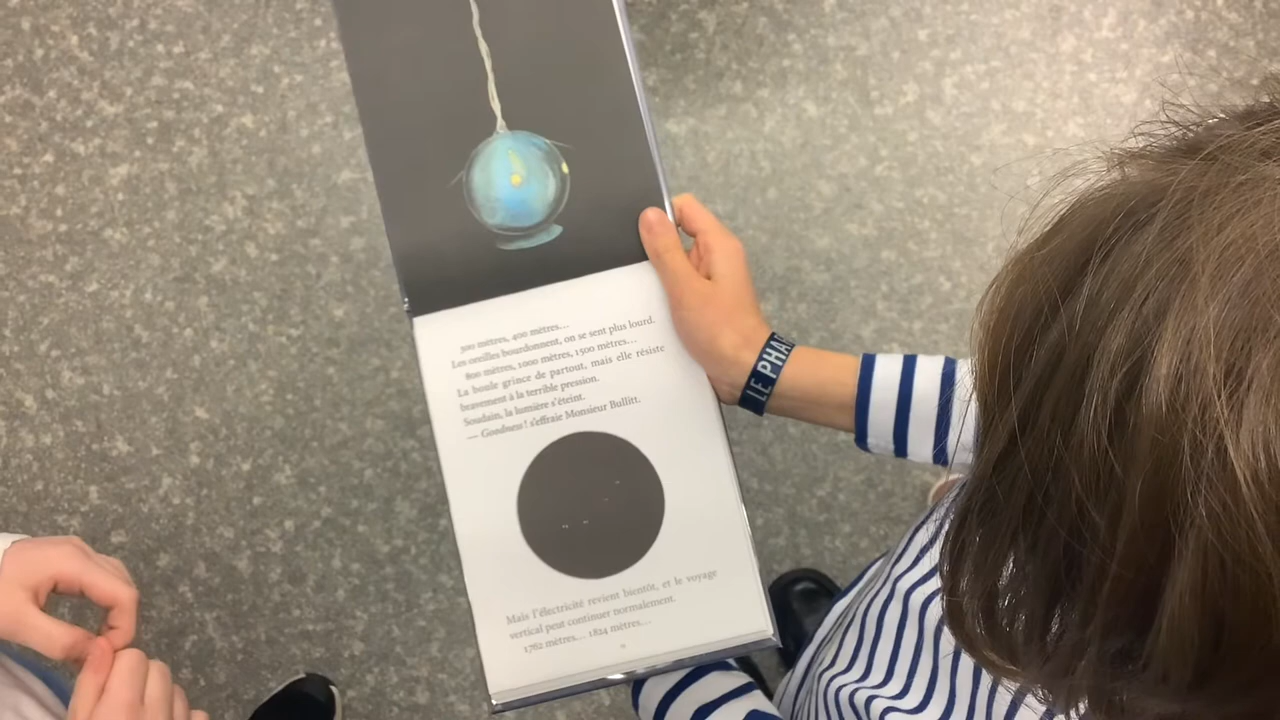 300 mètres, 400 mètres…
Les oreilles bourdonnent, on se sent plus lourd.
800 mètres, 1000 mètres, 1500 mètres…
La boule grince de partout, mais elle résiste
bravement à la terrible pression.
Soudain, la lumière s'éteint.
— Goodness ! s'effraie Monsieur Bullitt.
Mais l'électricité revient bientôt, et le voyage
vertical peut continuer normalement.
1762 mètres… 1824 mètres…
LE PHAR